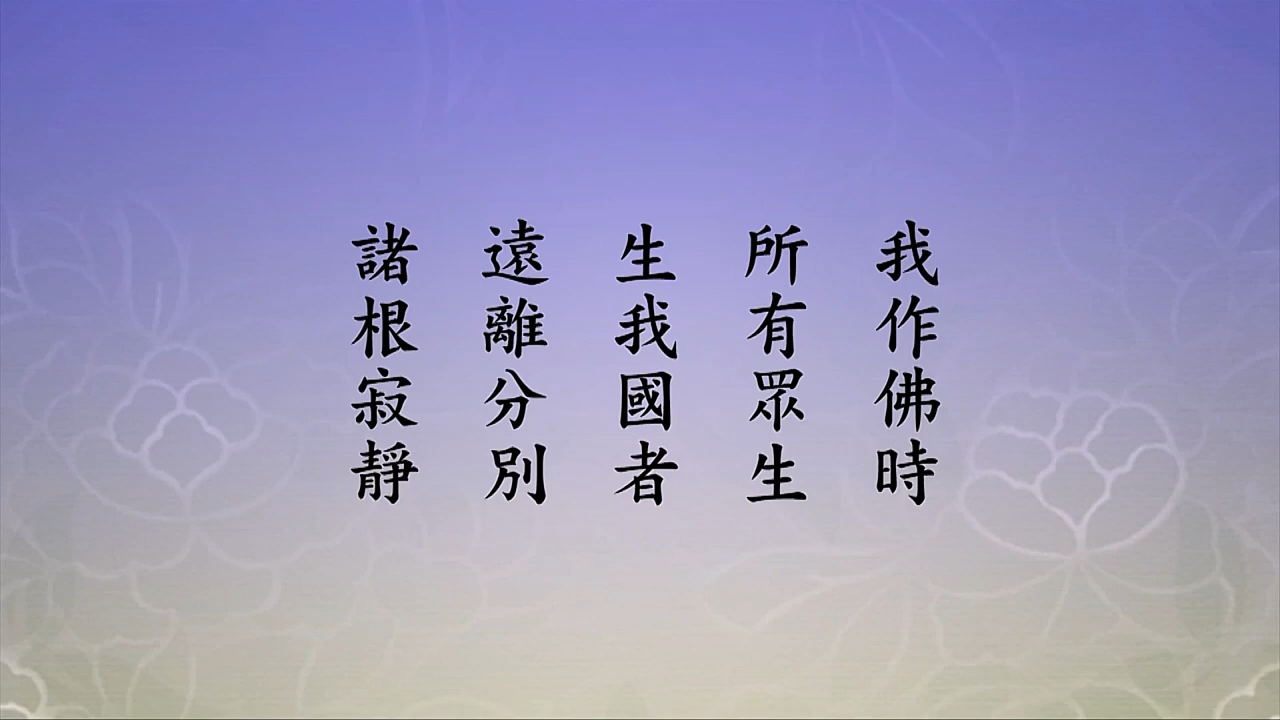 我作佛時
所有眾生
生我國者
遠離分別
諸根寂靜